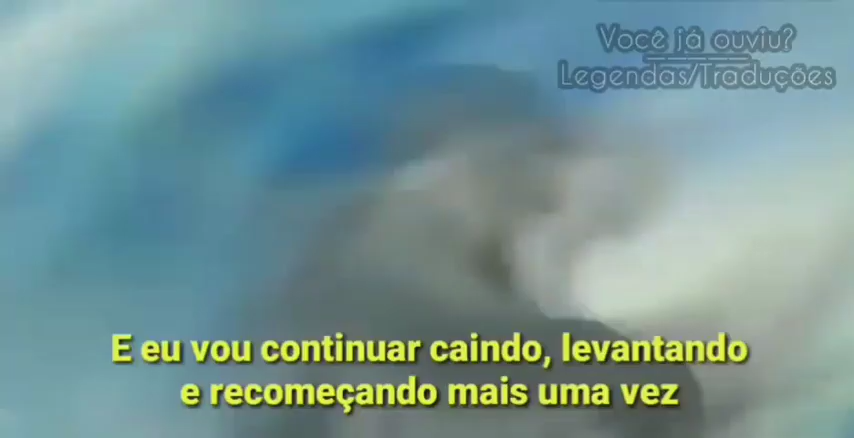 Você já ouviu?
Legendas/Traduções
E eu vou continuar caindo, levantando
e recomeçando mais uma vez